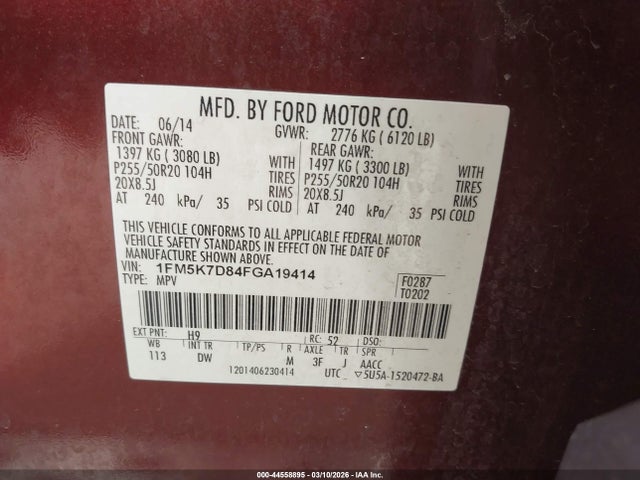 MFD. BY FORD MOTOR CO.
DATE: 06/14 GVWR: 2776 KG ( 6120 LB)
FRONT GAWR: REAR GAWR:
1397 KG ( 3080 LB) WITH 1497 KG ( 3300 LB) WITH
P255/50R20 104H TIRES P255/50R20 104H TIRES
20X8.5J RIMS 20X8.5J RIMS
AT 240 kPa/ 35 PSI COLD AT 240 kPa/ 35 PSI COLD
THIS VEHICLE CONFORMS TO ALL APPLICABLE FEDERAL MOTOR
VEHICLE SAFETY STANDARDS IN EFFECT ON THE DATE OF
MANUFACTURE SHOWN ABOVE.
VIN: 1FM5K7D84FGA19414 F0287
TYPE: MPV T0202
EXT PNT: H9 RC: 52 DSO:
WB INT TR TP/PS R AXLE TR SPR
113 DW M 3F J AACC
1201406230414 UTC ▽5U5A-1520472-BA
000-44558895 - 03/10/2026 - IAA Inc.